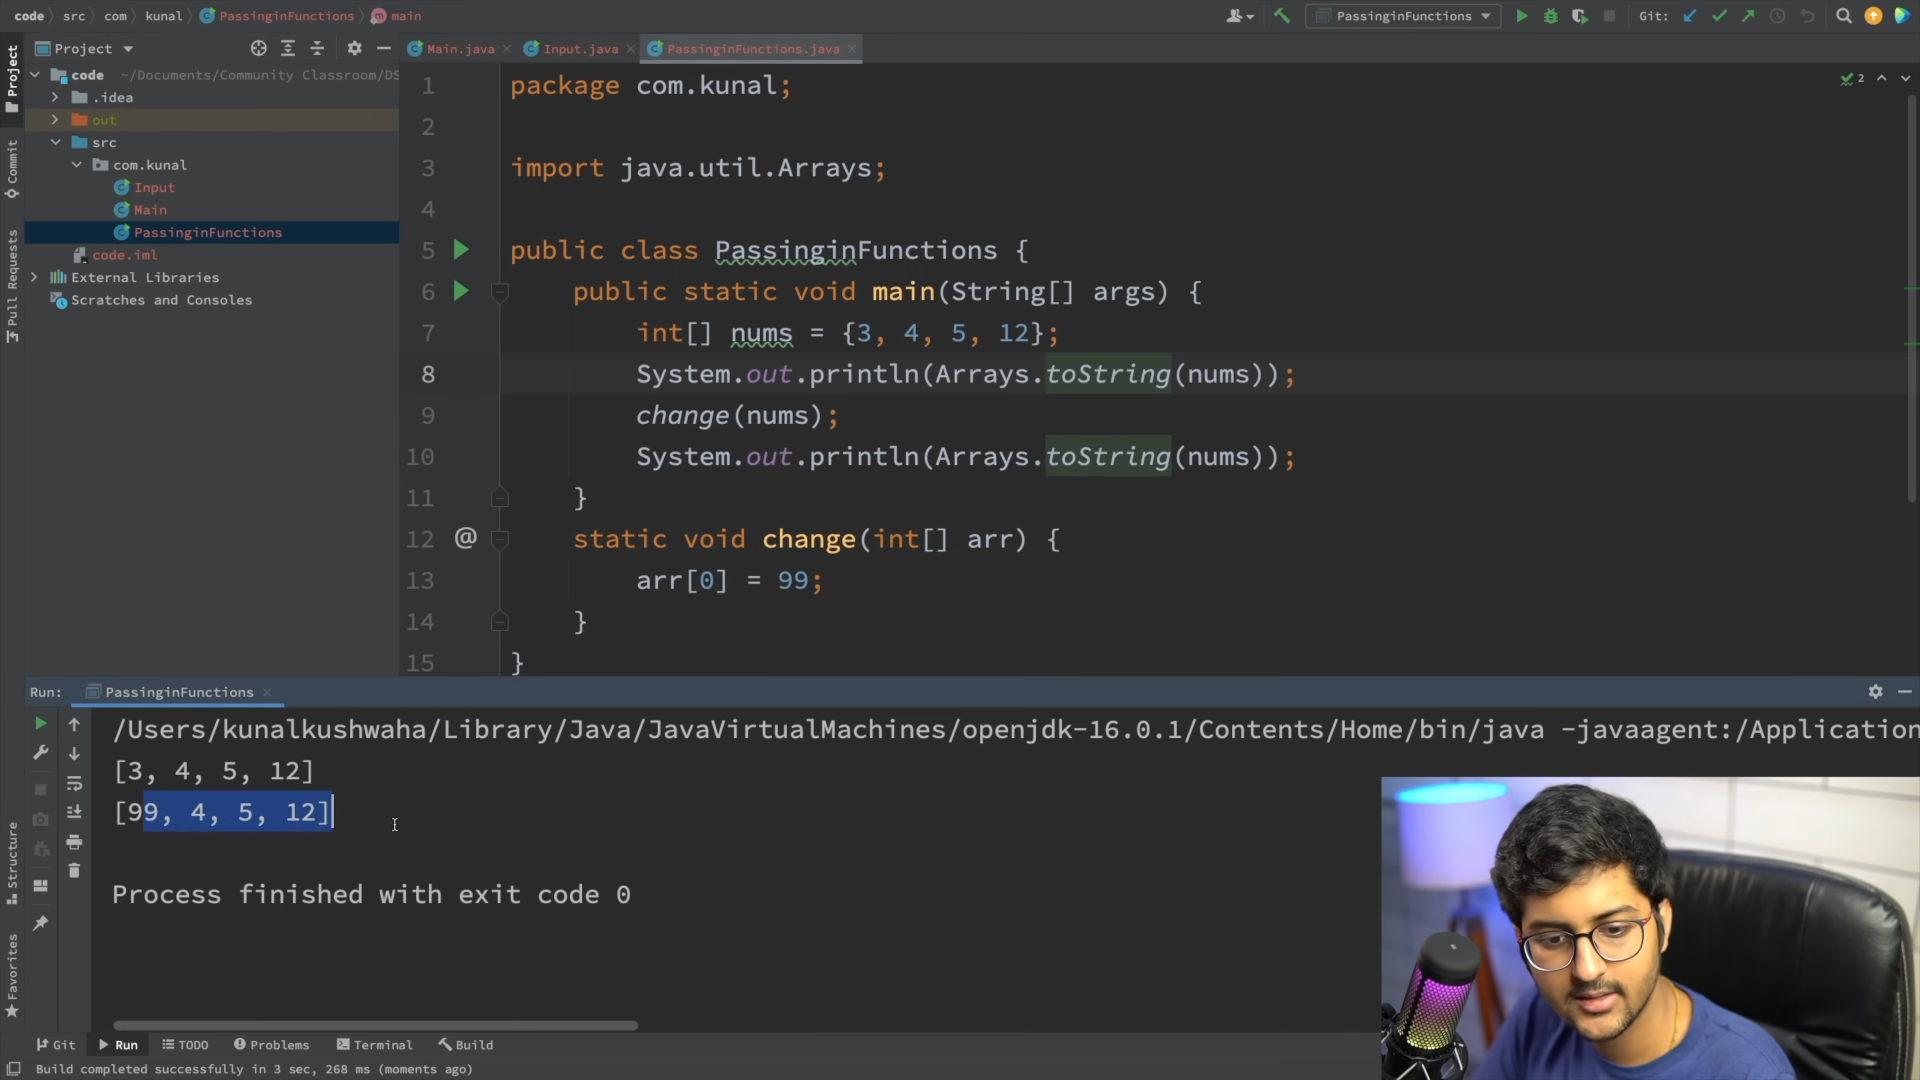 code src com kunal PassinginFunctions main PassinginFunctions Git:
Project Main.java Input.java PassinginFunctions.java
code ~/Documents/Community Classroom/DS
.idea
out
src
com.kunal
Input
Main
PassinginFunctions
code.iml
External Libraries
Scratches and Consoles
Project
Commit
Pull Requests
Structure
Favorites
2
1 package com.kunal;
2
3 import java.util.Arrays;
4
5 public class PassinginFunctions {
6 public static void main(String[] args) {
7 int[] nums = {3, 4, 5, 12};
8 System.out.println(Arrays.toString(nums));
9 change(nums);
10 System.out.println(Arrays.toString(nums));
11 }
12 @ static void change(int[] arr) {
13 arr[0] = 99;
14 }
15 }
Run: PassinginFunctions
/Users/kunalkushwaha/Library/Java/JavaVirtualMachines/openjdk-16.0.1/Contents/Home/bin/java -javaagent:/Application
[3, 4, 5, 12]
[99, 4, 5, 12]
Process finished with exit code 0
Git Run TODO Problems Terminal Build
Build completed successfully in 3 sec, 268 ms (moments ago)